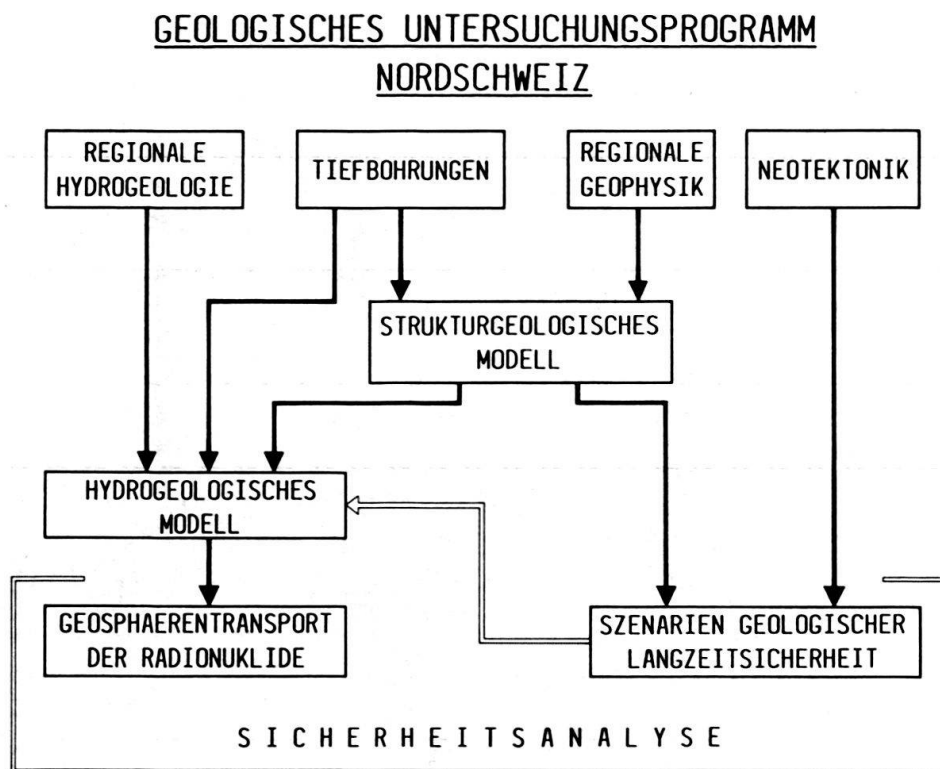 GEOLOGISCHES UNTERSUCHUNGSPROGRAMM
NORDSCHWEIZ
REGIONALE
HYDROGEOLOGIE
TIEFBOHRUNGEN
REGIONALE
GEOPHYSIK
NEOTEKTONIK
STRUKTURGEOLOGISCHES
MODELL
HYDROGEOLOGISCHES
MODELL
GEOSPHAERENTRANSPORT
DER RADIONUKLIDE
SZENARIEN GEOLOGISCHER
LANGZEITSICHERHEIT
SICHERHEITSANALYSE